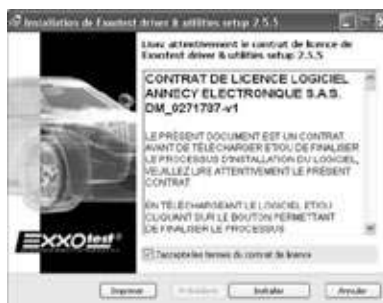 Installation de Exxotest driver & utilities setup 2.5.5
Lisez attentivement le contrat de licence de
Exxotest driver & utilities setup 2.5.5
CONTRAT DE LICENCE LOGICIEL
ANNECY ELECTRONIQUE S.A.S.
DM_0271787-v1
LE PRÉSENT DOCUMENT EST UN CONTRAT
AVANT DE TÉLÉCHARGER ET/OU DE FINALISER
LE PROCESSUS D'INSTALLATION DU LOGICIEL,
VEUILLEZ LIRE ATTENTIVEMENT LE PRÉSENT
CONTRAT
EN TÉLÉCHARGEANT LE LOGICIEL ET/OU
CLIQUANT SUR LE BOUTON PERMETTANT
DE FINALISER LE PROCESSUS
EXXOtest
J'accepte les termes du contrat de licence
Imprimer
Précédent
Installer
Annuler